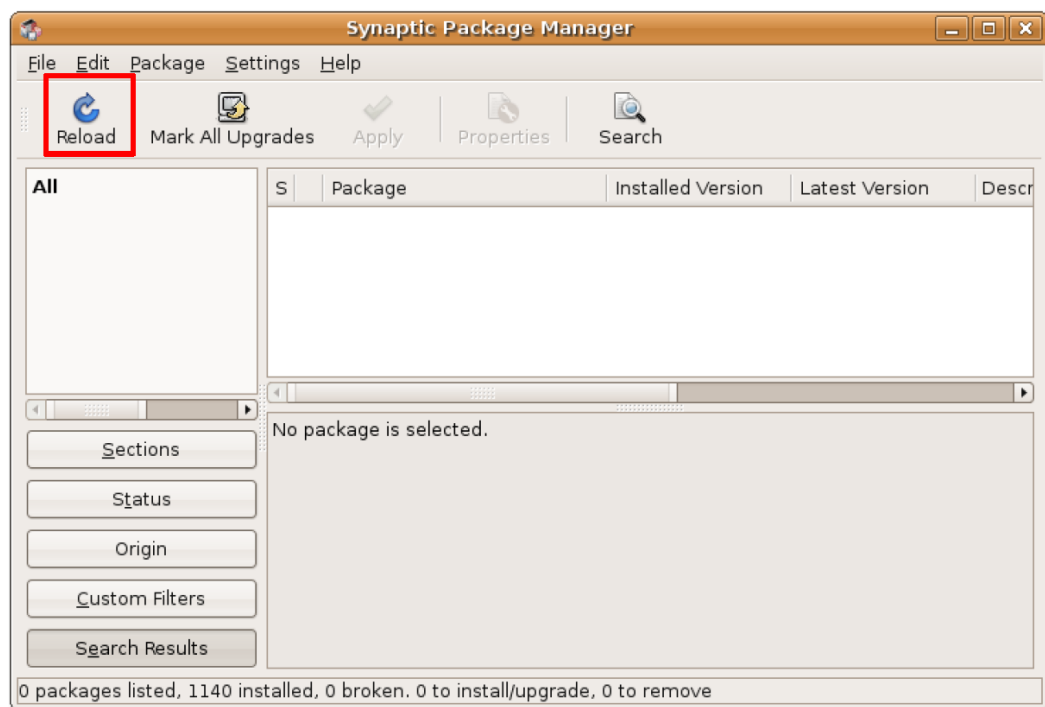 Synaptic Package Manager
File Edit Package Settings Help
Reload Mark All Upgrades Apply Properties Search
All
S Package Installed Version Latest Version Descr
No package is selected.
Sections
Status
Origin
Custom Filters
Search Results
0 packages listed, 1140 installed, 0 broken. 0 to install/upgrade, 0 to remove